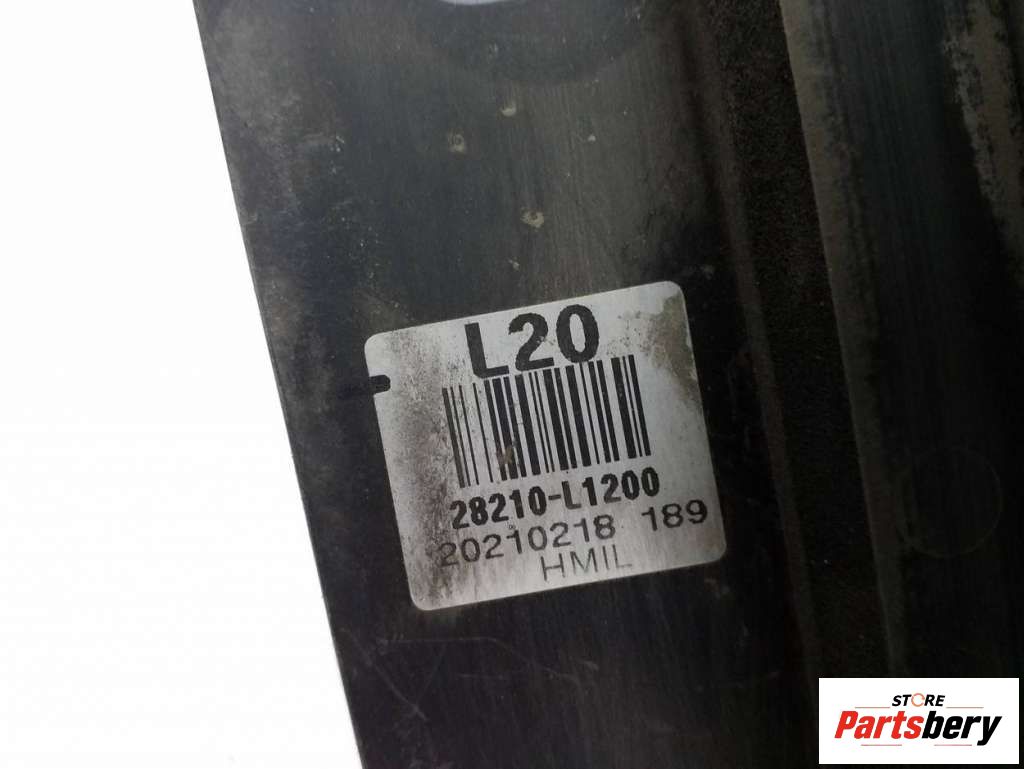 L20
28210-L1200
20210218 189
HMIL
STORE
Partsbery